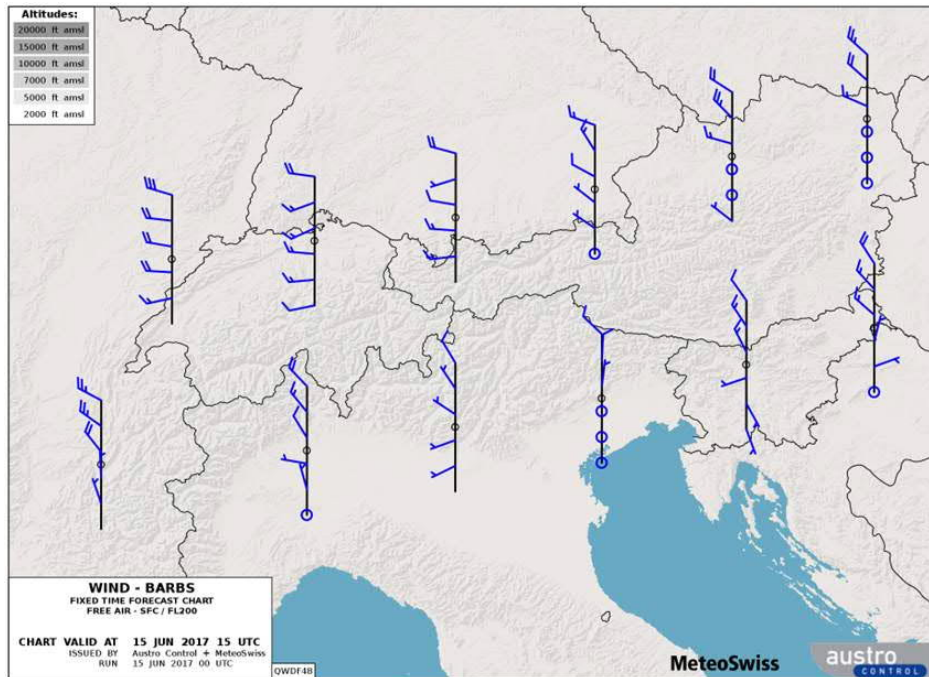 Altitudes:
20000 ft amsl
15000 ft amsl
10000 ft amsl
7000 ft amsl
5000 ft amsl
2000 ft amsl
WIND - BARBS
FIXED TIME FORECAST CHART
FREE AIR - SFC / FL200
CHART VALID AT 15 JUN 2017 15 UTC
ISSUED BY Austro Control + MeteoSwiss
RUN 15 JUN 2017 00 UTC
QWDF48
MeteoSwiss
austro
CONTROL